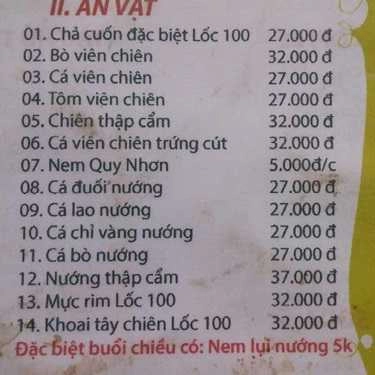 II. ĂN VẶT
01. Chả cuốn đặc biệt Lốc 100 27.000 đ
02. Bò viên chiên 32.000 đ
03. Cá viên chiên 27.000 đ
04. Tôm viên chiên 27.000 đ
05. Chiên thập cẩm 32.000 đ
06. Cá viên chiên trứng cút 32.000 đ
07. Nem Quy Nhơn 5.000đ/c
08. Cá đuối nướng 27.000 đ
09. Cá lao nướng 27.000 đ
10. Cá chỉ vàng nướng 27.000 đ
11. Cá bò nướng 27.000 đ
12. Nướng thập cẩm 37.000 đ
13. Mực rim Lốc 100 32.000 đ
14. Khoai tây chiên Lốc 100 32.000 đ
Đặc biệt buổi chiều có: Nem lụi nướng 5k